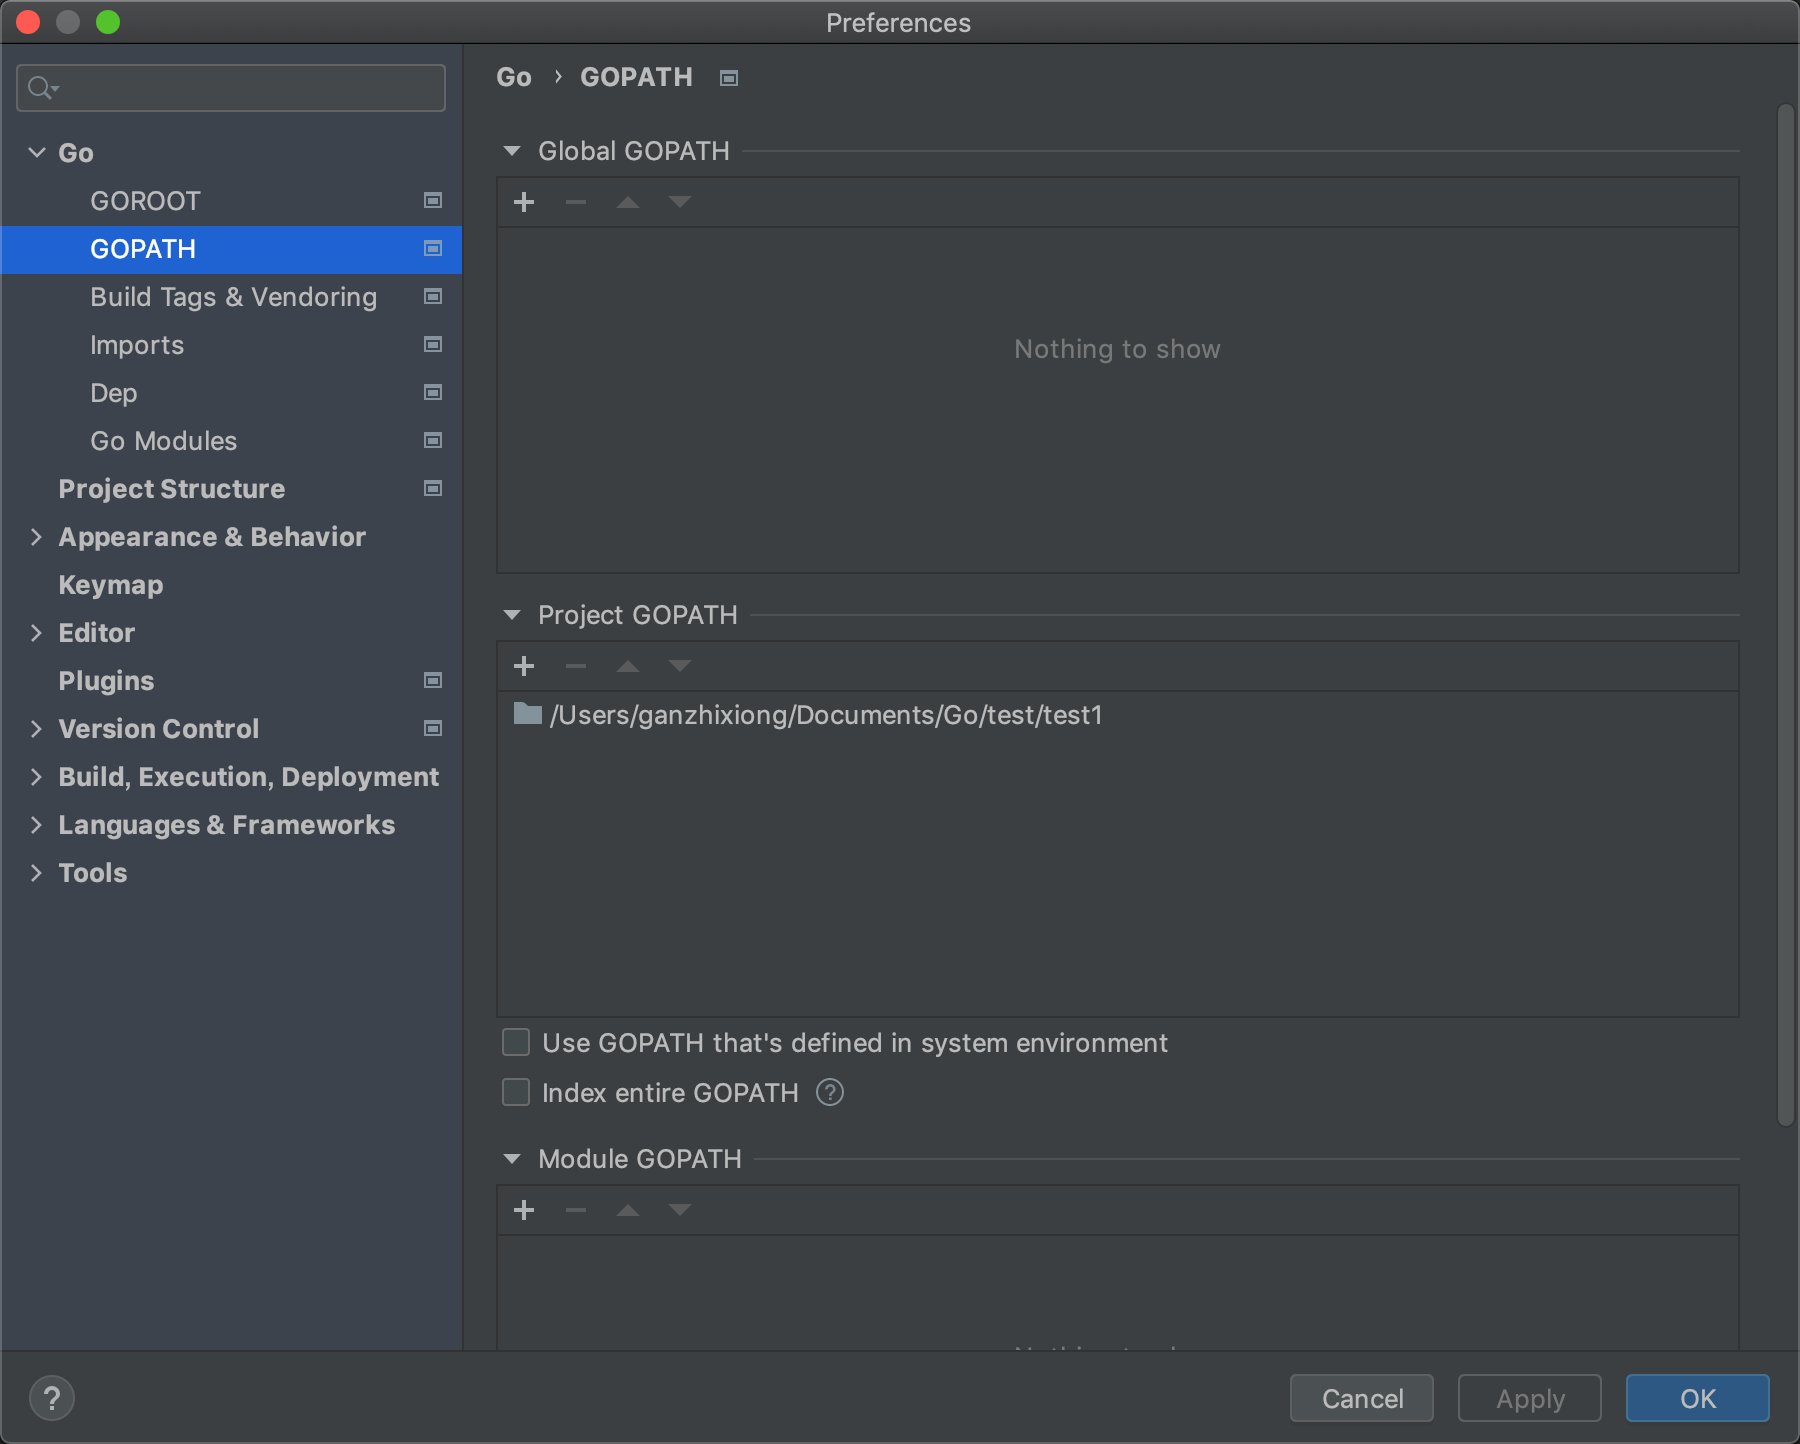 Preferences
Go
GOROOT
GOPATH
Build Tags & Vendoring
Imports
Dep
Go Modules
Project Structure
Appearance & Behavior
Keymap
Editor
Plugins
Version Control
Build, Execution, Deployment
Languages & Frameworks
Tools
Go › GOPATH
Global GOPATH
Nothing to show
Project GOPATH
/Users/ganzhixiong/Documents/Go/test/test1
Use GOPATH that's defined in system environment
Index entire GOPATH ?
Module GOPATH
?
Cancel
Apply
OK